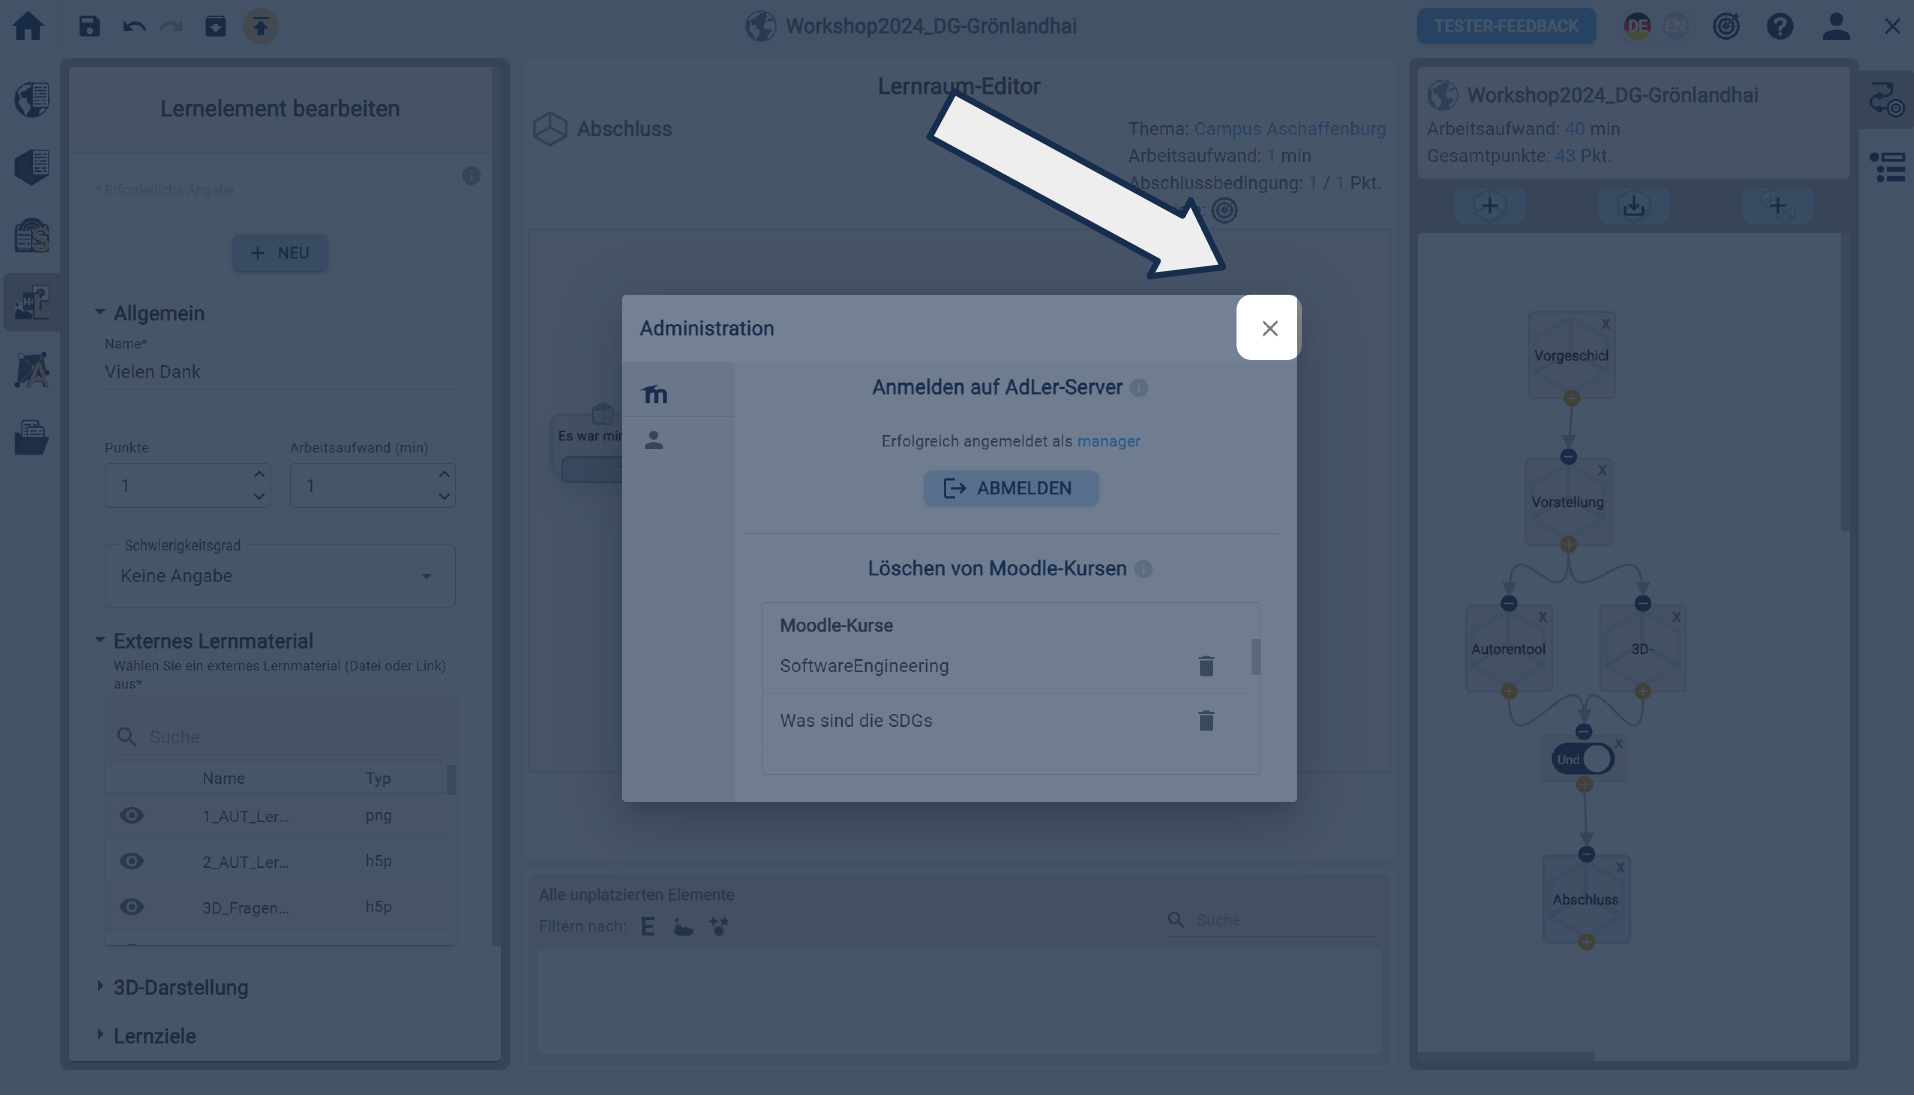 Workshop2024_DG-Grönlandhai
TESTER-FEEDBACK
DE
EN
Lernelement bearbeiten
* Erforderliche Angabe
NEU
Allgemein
Name*
Vielen Dank
Punkte
Arbeitsaufwand (min)
1
1
Schwierigkeitsgrad
Keine Angabe
Externes Lernmaterial
Wählen Sie ein externes Lernmaterial (Datei oder Link)
aus*
Suche
Name Typ
1_AUT_Ler... png
2_AUT_Ler... h5p
3D_Fragen... h5p
3D-Darstellung
Lernziele
Lernraum-Editor
Abschluss
Thema: Campus Aschaffenburg
Arbeitsaufwand: 1 min
Abschlussbedingung: 1 / 1 Pkt.
Es war
Administration
Anmelden auf AdLer-Server
Erfolgreich angemeldet als manager
ABMELDEN
Löschen von Moodle-Kursen
Moodle-Kurse
SoftwareEngineering
Was sind die SDGs
Alle unplatzierten Elemente
Filtern nach: E
Suche
Workshop2024_DG-Grönlandhai
Arbeitsaufwand: 40 min
Gesamtpunkte: 43 Pkt.
X
Vorgeschicl
X
Vorstellung
X
Autorentool
X
3D-
X
Und
X
Abschluss